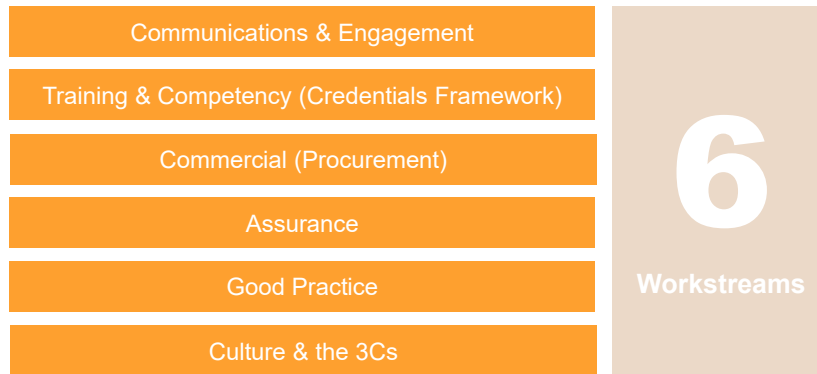 Communications & Engagement
Training & Competency (Credentials Framework)
Commercial (Procurement)
Assurance
Good Practice
Culture & the 3Cs
6
Workstreams